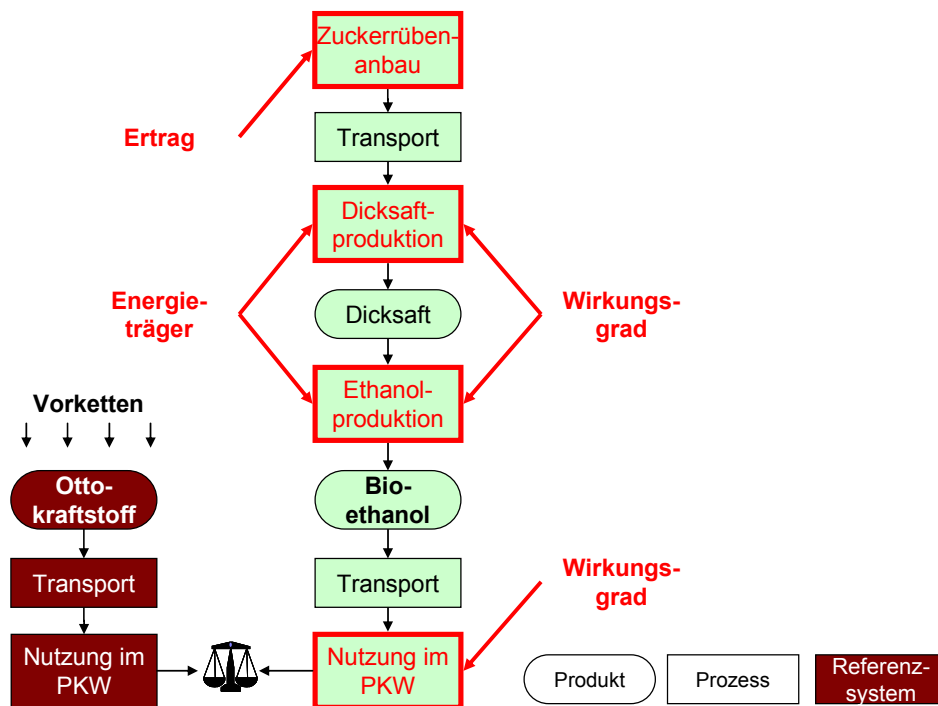 Zuckerrüben-
anbau
Ertrag
Transport
Dicksaft-
produktion
Energie-
träger
Dicksaft
Wirkungs-
grad
Ethanol-
produktion
Vorketten
Otto-
kraftstoff
Bio-
ethanol
Transport
Transport
Wirkungs-
grad
Nutzung im
PKW
Nutzung im
PKW
Produkt
Prozess
Referenz-
system